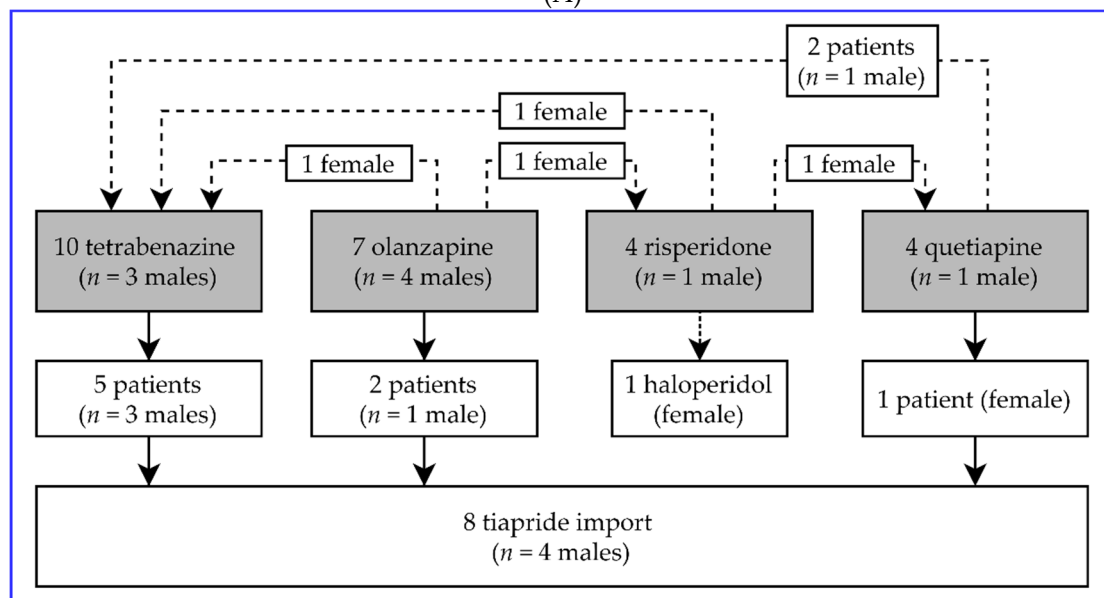 (A)
2 patients
(n = 1 male)
1 female
1 female
1 female
1 female
10 tetrabenazine
(n = 3 males)
7 olanzapine
(n = 4 males)
4 risperidone
(n = 1 male)
4 quetiapine
(n = 1 male)
5 patients
(n = 3 males)
2 patients
(n = 1 male)
1 haloperidol
(female)
1 patient (female)
8 tiapride import
(n = 4 males)